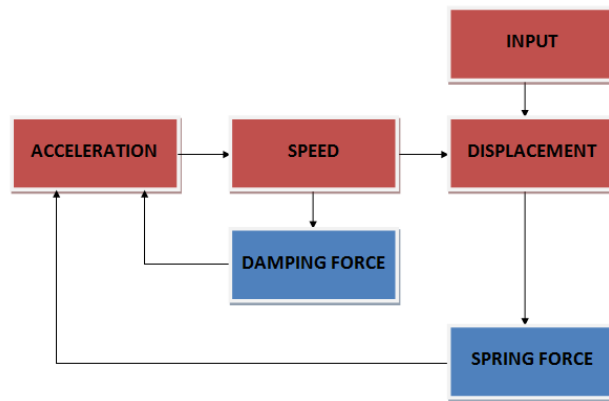 INPUT
ACCELERATION
SPEED
DISPLACEMENT
DAMPING FORCE
SPRING FORCE